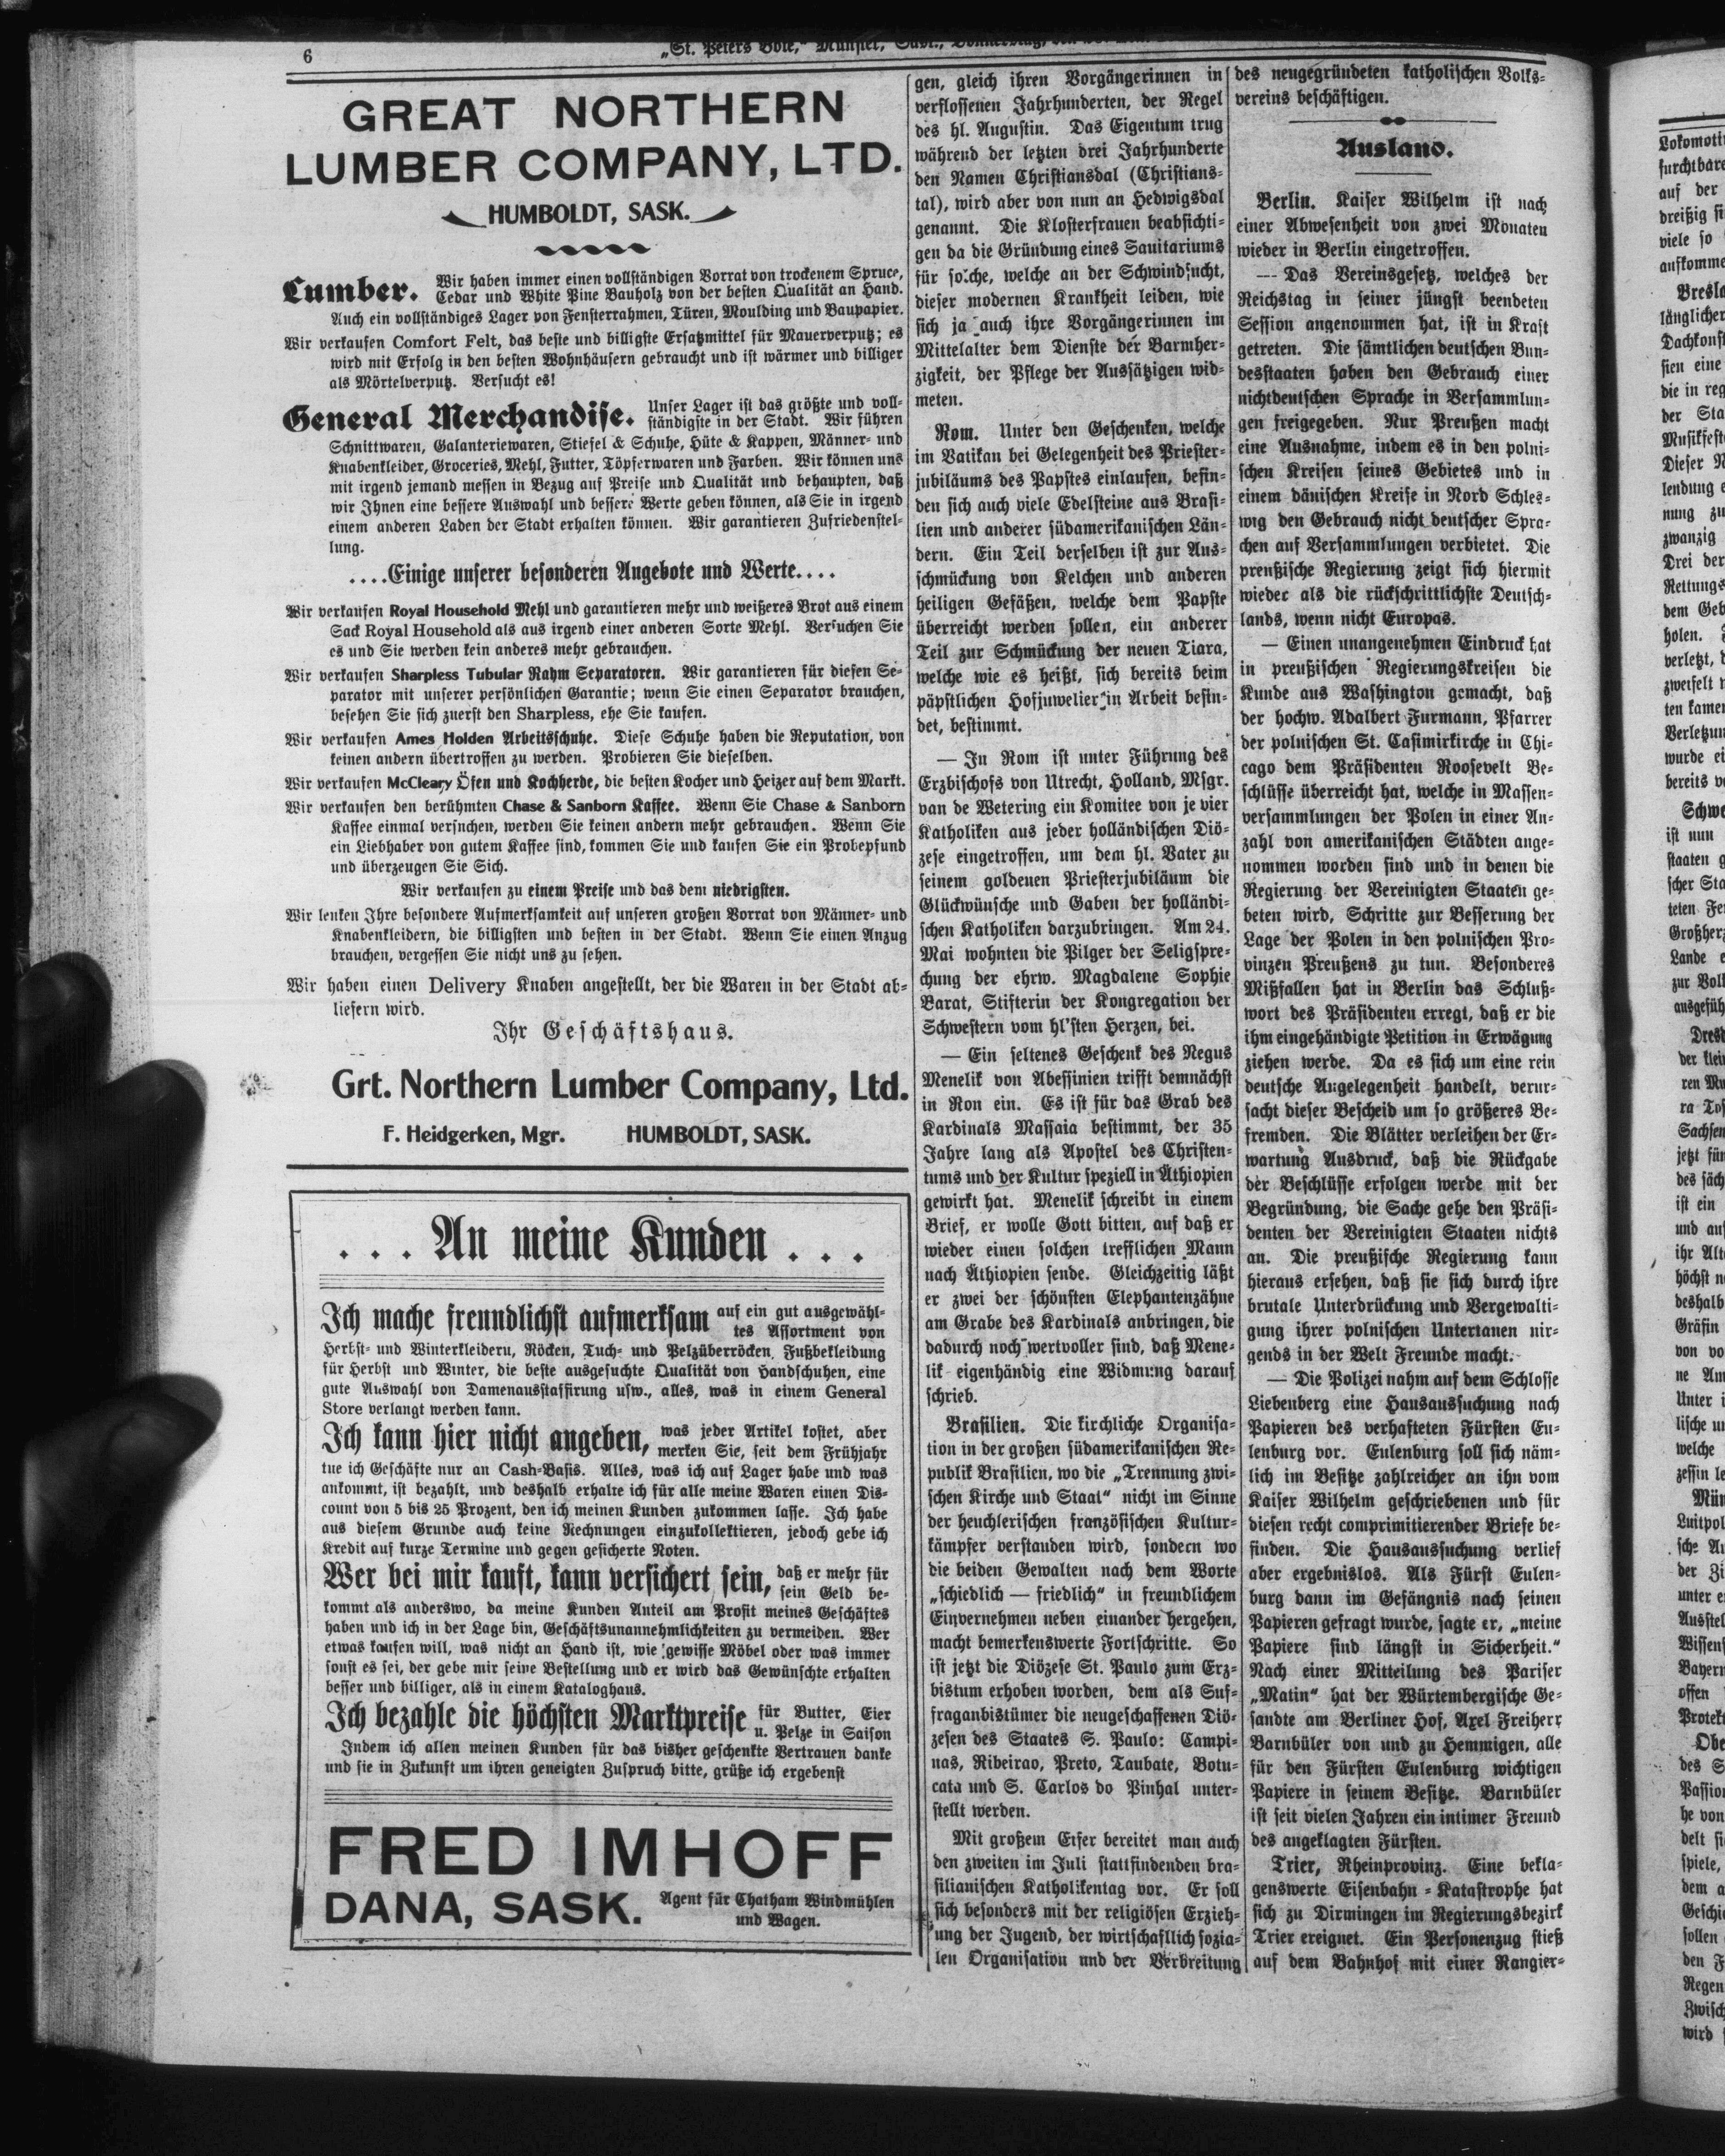 6
„St. Peters Bote,“ Münster, Sask., Donnerstag, den
GREAT NORTHERN
LUMBER COMPANY, LTD.
HUMBOLDT, SASK.
Lumber. Wir haben immer einen vollständigen Vorrat von trockenem Spruce,
Cedar und White Pine Bauholz von der besten Qualität an Hand.
Auch ein vollständiges Lager von Fensterrahmen, Türen, Moulding und Baupapier.
Wir verkaufen Comfort Felt, das beste und billigste Ersatzmittel für Mauerverputz; es
wird mit Erfolg in den besten Wohnhäusern gebraucht und ist wärmer und billiger
als Mörtelverputz. Versucht es!
General Merchandise. Unser Lager ist das größte und voll-
ständigste in der Stadt. Wir führen
Schnittwaren, Galanteriewaren, Stiefel & Schuhe, Hüte & Kappen, Männer- und
Knabenkleider, Groceries, Mehl, Futter, Töpferwaren und Farben. Wir können uns
mit irgend jemand messen in Bezug auf Preise und Qualität und behaupten, daß
wir Ihnen eine bessere Auswahl und bessere Werte geben können, als Sie in irgend
einem anderen Laden der Stadt erhalten können. Wir garantieren Zufriedenstel-
lung.
....Einige unserer besonderen Angebote und Werte....
Wir verkaufen Royal Household Mehl und garantieren mehr und weißeres Brot aus einem
Sack Royal Household als aus irgend einer anderen Sorte Mehl. Versuchen Sie
es und Sie werden kein anderes mehr gebrauchen.
Wir verkaufen Sharpless Tubular Rahm Separatoren. Wir garantieren für diesen Se-
parator mit unserer persönlichen Garantie; wenn Sie einen Separator brauchen,
besehen Sie sich zuerst den Sharpless, ehe Sie kaufen.
Wir verkaufen Ames Holden Arbeitsschuhe. Diese Schuhe haben die Reputation, von
keinen andern übertroffen zu werden. Probieren Sie dieselben.
Wir verkaufen McCleary Öfen und Kochherde, die besten Kocher und Heizer auf dem Markt.
Wir verkaufen den berühmten Chase & Sanborn Kaffee. Wenn Sie Chase & Sanborn
Kaffee einmal versuchen, werden Sie keinen andern mehr gebrauchen. Wenn Sie
ein Liebhaber von gutem Kaffee sind, kommen Sie und kaufen Sie ein Probepfund
und überzeugen Sie Sich.
Wir verkaufen zu einem Preise und das dem niedrigsten.
Wir lenken Ihre besondere Aufmerksamkeit auf unseren großen Vorrat von Männer- und
Knabenkleidern, die billigsten und besten in der Stadt. Wenn Sie einen Anzug
brauchen, vergessen Sie nicht uns zu sehen.
Wir haben einen Delivery Knaben angestellt, der die Waren in der Stadt ab-
liefern wird.
Ihr Geschäftshaus.
Grt. Northern Lumber Company, Ltd.
F. Heidgerken, Mgr. HUMBOLDT, SASK.
. . . An meine Kunden . . .
Ich mache freundlichst aufmerksam auf ein gut ausgewähl-
tes Assortment von
Herbst- und Winterkleidern, Röcken, Tuch- und Pelzüberröcken, Fußbekleidung
für Herbst und Winter, die beste ausgesuchte Qualität von Handschuhen, eine
gute Auswahl von Damenausstaffirung usw., alles, was in einem General
Store verlangt werden kann.
Ich kann hier nicht angeben, was jeder Artikel kostet, aber
merken Sie, seit dem Frühjahr
tue ich Geschäfte nur an Cash-Basis. Alles, was ich auf Lager habe und was
ankommt, ist bezahlt, und deshalb erhalte ich für alle meine Waren einen Dis-
count von 5 bis 25 Prozent, den ich meinen Kunden zukommen lasse. Ich habe
aus diesem Grunde auch keine Rechnungen einzukollektieren, jedoch gebe ich
Kredit auf kurze Termine und gegen gesicherte Noten.
Wer bei mir kauft, kann versichert sein, daß er mehr für
sein Geld be-
kommt als anderswo, da meine Kunden Anteil am Profit meines Geschäftes
haben und ich in der Lage bin, Geschäftsunannehmlichkeiten zu vermeiden. Wer
etwas kaufen will, was nicht an Hand ist, wie gewisse Möbel oder was immer
sonst es sei, der gebe mir seine Bestellung und er wird das Gewünschte erhalten
besser und billiger, als in einem Kataloghaus.
Ich bezahle die höchsten Marktpreise für Butter, Eier
u. Pelze in Saison
Indem ich allen meinen Kunden für das bisher geschenkte Vertrauen danke
und sie in Zukunft um ihren geneigten Zuspruch bitte, grüße ich ergebenst
FRED IMHOFF
DANA, SASK. Agent für Chatham Windmühlen
und Wagen.
gen, gleich ihren Vorgängerinnen in
verflossenen Jahrhunderten, der Regel
des hl. Augustin. Das Eigentum trug
während der letzten drei Jahrhunderte
den Namen Christiansdal (Christians-
tal), wird aber von nun an Hedwigsdal
genannt. Die Klosterfrauen beabsichti-
gen da die Gründung eines Sanitariums
für solche, welche an der Schwindsucht,
dieser modernen Krankheit leiden, wie
sich ja auch ihre Vorgängerinnen im
Mittelalter dem Dienste der Barmher-
zigkeit, der Pflege der Aussätzigen wid-
meten.
Rom. Unter den Geschenken, welche
im Vatikan bei Gelegenheit des Priester-
jubiläums des Papstes einlaufen, befin-
den sich auch viele Edelsteine aus Brasi-
lien und anderer südamerikanischen Län-
dern. Ein Teil derselben ist zur Aus-
schmückung von Kelchen und anderen
heiligen Gefäßen, welche dem Papste
überreicht werden sollen, ein anderer
Teil zur Schmückung der neuen Tiara,
welche wie es heißt, sich bereits beim
päpstlichen Hofjuwelier in Arbeit befin-
det, bestimmt.
— In Rom ist unter Führung des
Erzbischofs von Utrecht, Holland, Msgr.
van de Wetering ein Komitee von je vier
Katholiken aus jeder holländischen Diö-
zese eingetroffen, um dem hl. Vater zu
seinem goldenen Priesterjubiläum die
Glückwünsche und Gaben der holländi-
schen Katholiken darzubringen. Am 24.
Mai wohnten die Pilger der Seligspre-
chung der ehrw. Magdalene Sophie
Barat, Stifterin der Kongregation der
Schwestern vom hl'sten Herzen, bei.
— Ein seltenes Geschenk des Negus
Menelik von Abessinien trifft demnächst
in Ron ein. Es ist für das Grab des
Kardinals Massaia bestimmt, der 35
Jahre lang als Apostel des Christen-
tums und der Kultur speziell in Äthiopien
gewirkt hat. Menelik schreibt in einem
Brief, er wolle Gott bitten, auf daß er
wieder einen solchen trefflichen Mann
nach Äthiopien sende. Gleichzeitig läßt
er zwei der schönsten Elephantenzähne
am Grabe des Kardinals anbringen, die
dadurch noch wertvoller sind, daß Mene-
lik eigenhändig eine Widmung darauf
schrieb.
Brasilien. Die kirchliche Organisa-
tion in der großen südamerikanischen Re-
publik Brasilien, wo die „Trennung zwi-
schen Kirche und Staat“ nicht im Sinne
der heuchlerischen französischen Kultur-
kämpfer verstanden wird, sondern wo
die beiden Gewalten nach dem Worte
„schiedlich — friedlich“ in freundlichem
Einvernehmen neben einander hergehen,
macht bemerkenswerte Fortschritte. So
ist jetzt die Diözese St. Paulo zum Erz-
bistum erhoben worden, dem als Suf-
fraganbistümer die neugeschaffenen Diö-
zesen des Staates S. Paulo: Campi-
nas, Ribeirao, Preto, Taubate, Botu-
cata und S. Carlos do Pinhal unter-
stellt werden.
Mit großem Eifer bereitet man auch
den zweiten im Juli stattfindenden bra-
silianischen Katholikentag vor. Er soll
sich besonders mit der religiösen Erzieh-
ung der Jugend, der wirtschaftlich sozia-
len Organisation und der Verbreitung
des neugegründeten katholischen Volks-
vereins beschäftigen.
Ausland.
Berlin. Kaiser Wilhelm ist nach
einer Abwesenheit von zwei Monaten
wieder in Berlin eingetroffen.
— Das Vereinsgesetz, welches der
Reichstag in seiner jüngst beendeten
Session angenommen hat, ist in Kraft
getreten. Die sämtlichen deutschen Bun-
desstaaten haben den Gebrauch einer
nichtdeutschen Sprache in Versammlun-
gen freigegeben. Nur Preußen macht
eine Ausnahme, indem es in den polni-
schen Kreisen seines Gebietes und in
einem dänischen Kreise in Nord Schles-
wig den Gebrauch nicht deutscher Spra-
chen auf Versammlungen verbietet. Die
preußische Regierung zeigt sich hiermit
wieder als die rückschrittlichste Deutsch-
lands, wenn nicht Europas.
— Einen unangenehmen Eindruck hat
in preußischen Regierungskreisen die
Kunde aus Washington gemacht, daß
der hochw. Adalbert Furmann, Pfarrer
der polnischen St. Casimirkirche in Chi-
cago dem Präsidenten Roosevelt Be-
schlüsse überreicht hat, welche in Massen-
versammlungen der Polen in einer An-
zahl von amerikanischen Städten ange-
nommen worden sind und in denen die
Regierung der Vereinigten Staaten ge-
beten wird, Schritte zur Besserung der
Lage der Polen in den polnischen Pro-
vinzen Preußens zu tun. Besonderes
Mißfallen hat in Berlin das Schluß-
wort des Präsidenten erregt, daß er die
ihm eingehändigte Petition in Erwägung
ziehen werde. Da es sich um eine rein
deutsche Angelegenheit handelt, verur-
sacht dieser Bescheid um so größeres Be-
fremden. Die Blätter verleihen der Er-
wartung Ausdruck, daß die Rückgabe
der Beschlüsse erfolgen werde mit der
Begründung, die Sache gehe den Präsi-
denten der Vereinigten Staaten nichts
an. Die preußische Regierung kann
hieraus ersehen, daß sie sich durch ihre
brutale Unterdrückung und Vergewalti-
gung ihrer polnischen Untertanen nir-
gends in der Welt Freunde macht.
— Die Polizei nahm auf dem Schlosse
Liebenberg eine Hausaussuchung nach
Papieren des verhafteten Fürsten Eu-
lenburg vor. Eulenburg soll sich näm-
lich im Besitze zahlreicher an ihn vom
Kaiser Wilhelm geschriebenen und für
diesen recht comprimitierender Briefe be-
finden. Die Hausaussuchung verlief
aber ergebnislos. Als Fürst Eulen-
burg dann im Gefängnis nach seinen
Papieren gefragt wurde, sagte er, „meine
Papiere sind längst in Sicherheit.“
Nach einer Mitteilung des Pariser
„Matin“ hat der Würtembergische Ge-
sandte am Berliner Hof, Axel Freiherr
Barnbüler von und zu Hemmigen, alle
für den Fürsten Eulenburg wichtigen
Papiere in seinem Besitze. Barnbüler
ist seit vielen Jahren ein intimer Freund
des angeklagten Fürsten.
Trier, Rheinprovinz. Eine bekla-
genswerte Eisenbahn-Katastrophe hat
sich zu Dirmingen im Regierungsbezirk
Trier ereignet. Ein Personenzug stieß
auf dem Bahnhof mit einer Rangier-